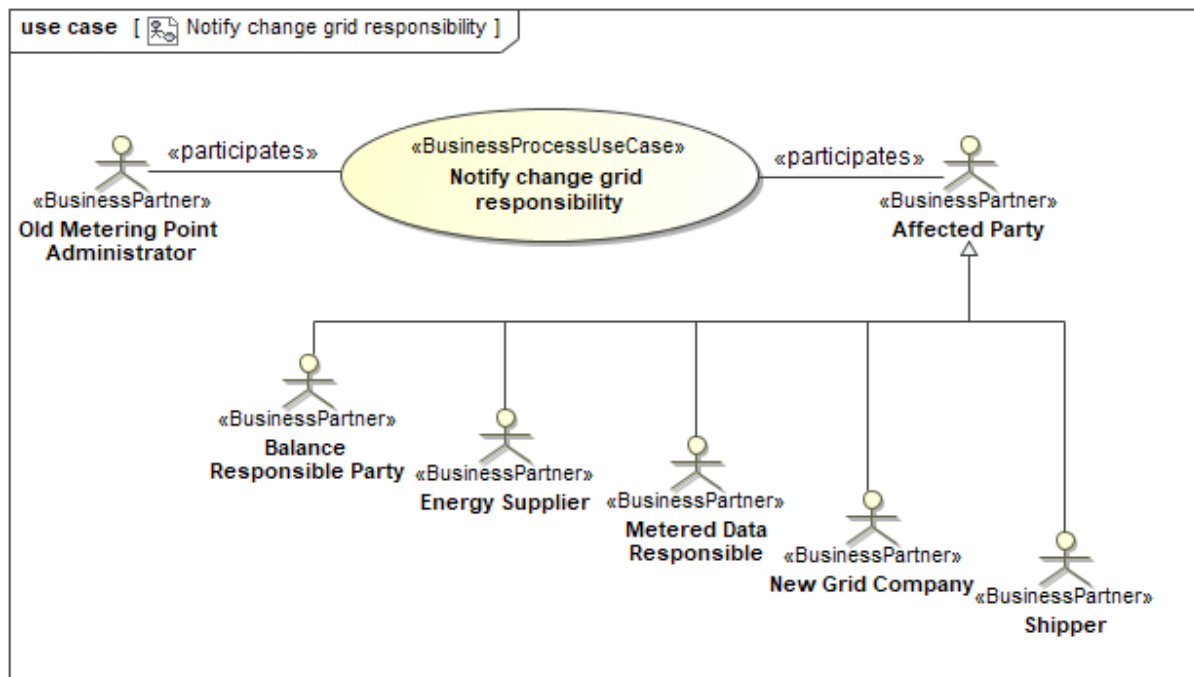 use case [ Notify change grid responsibility ]
«participates»
«BusinessProcessUseCase»
Notify change grid
responsibility
«participates»
«BusinessPartner»
Old Metering Point
Administrator
«BusinessPartner»
Affected Party
«BusinessPartner»
Balance
Responsible Party
«BusinessPartner»
Energy Supplier
«BusinessPartner»
Metered Data
Responsible
«BusinessPartner»
New Grid Company
«BusinessPartner»
Shipper